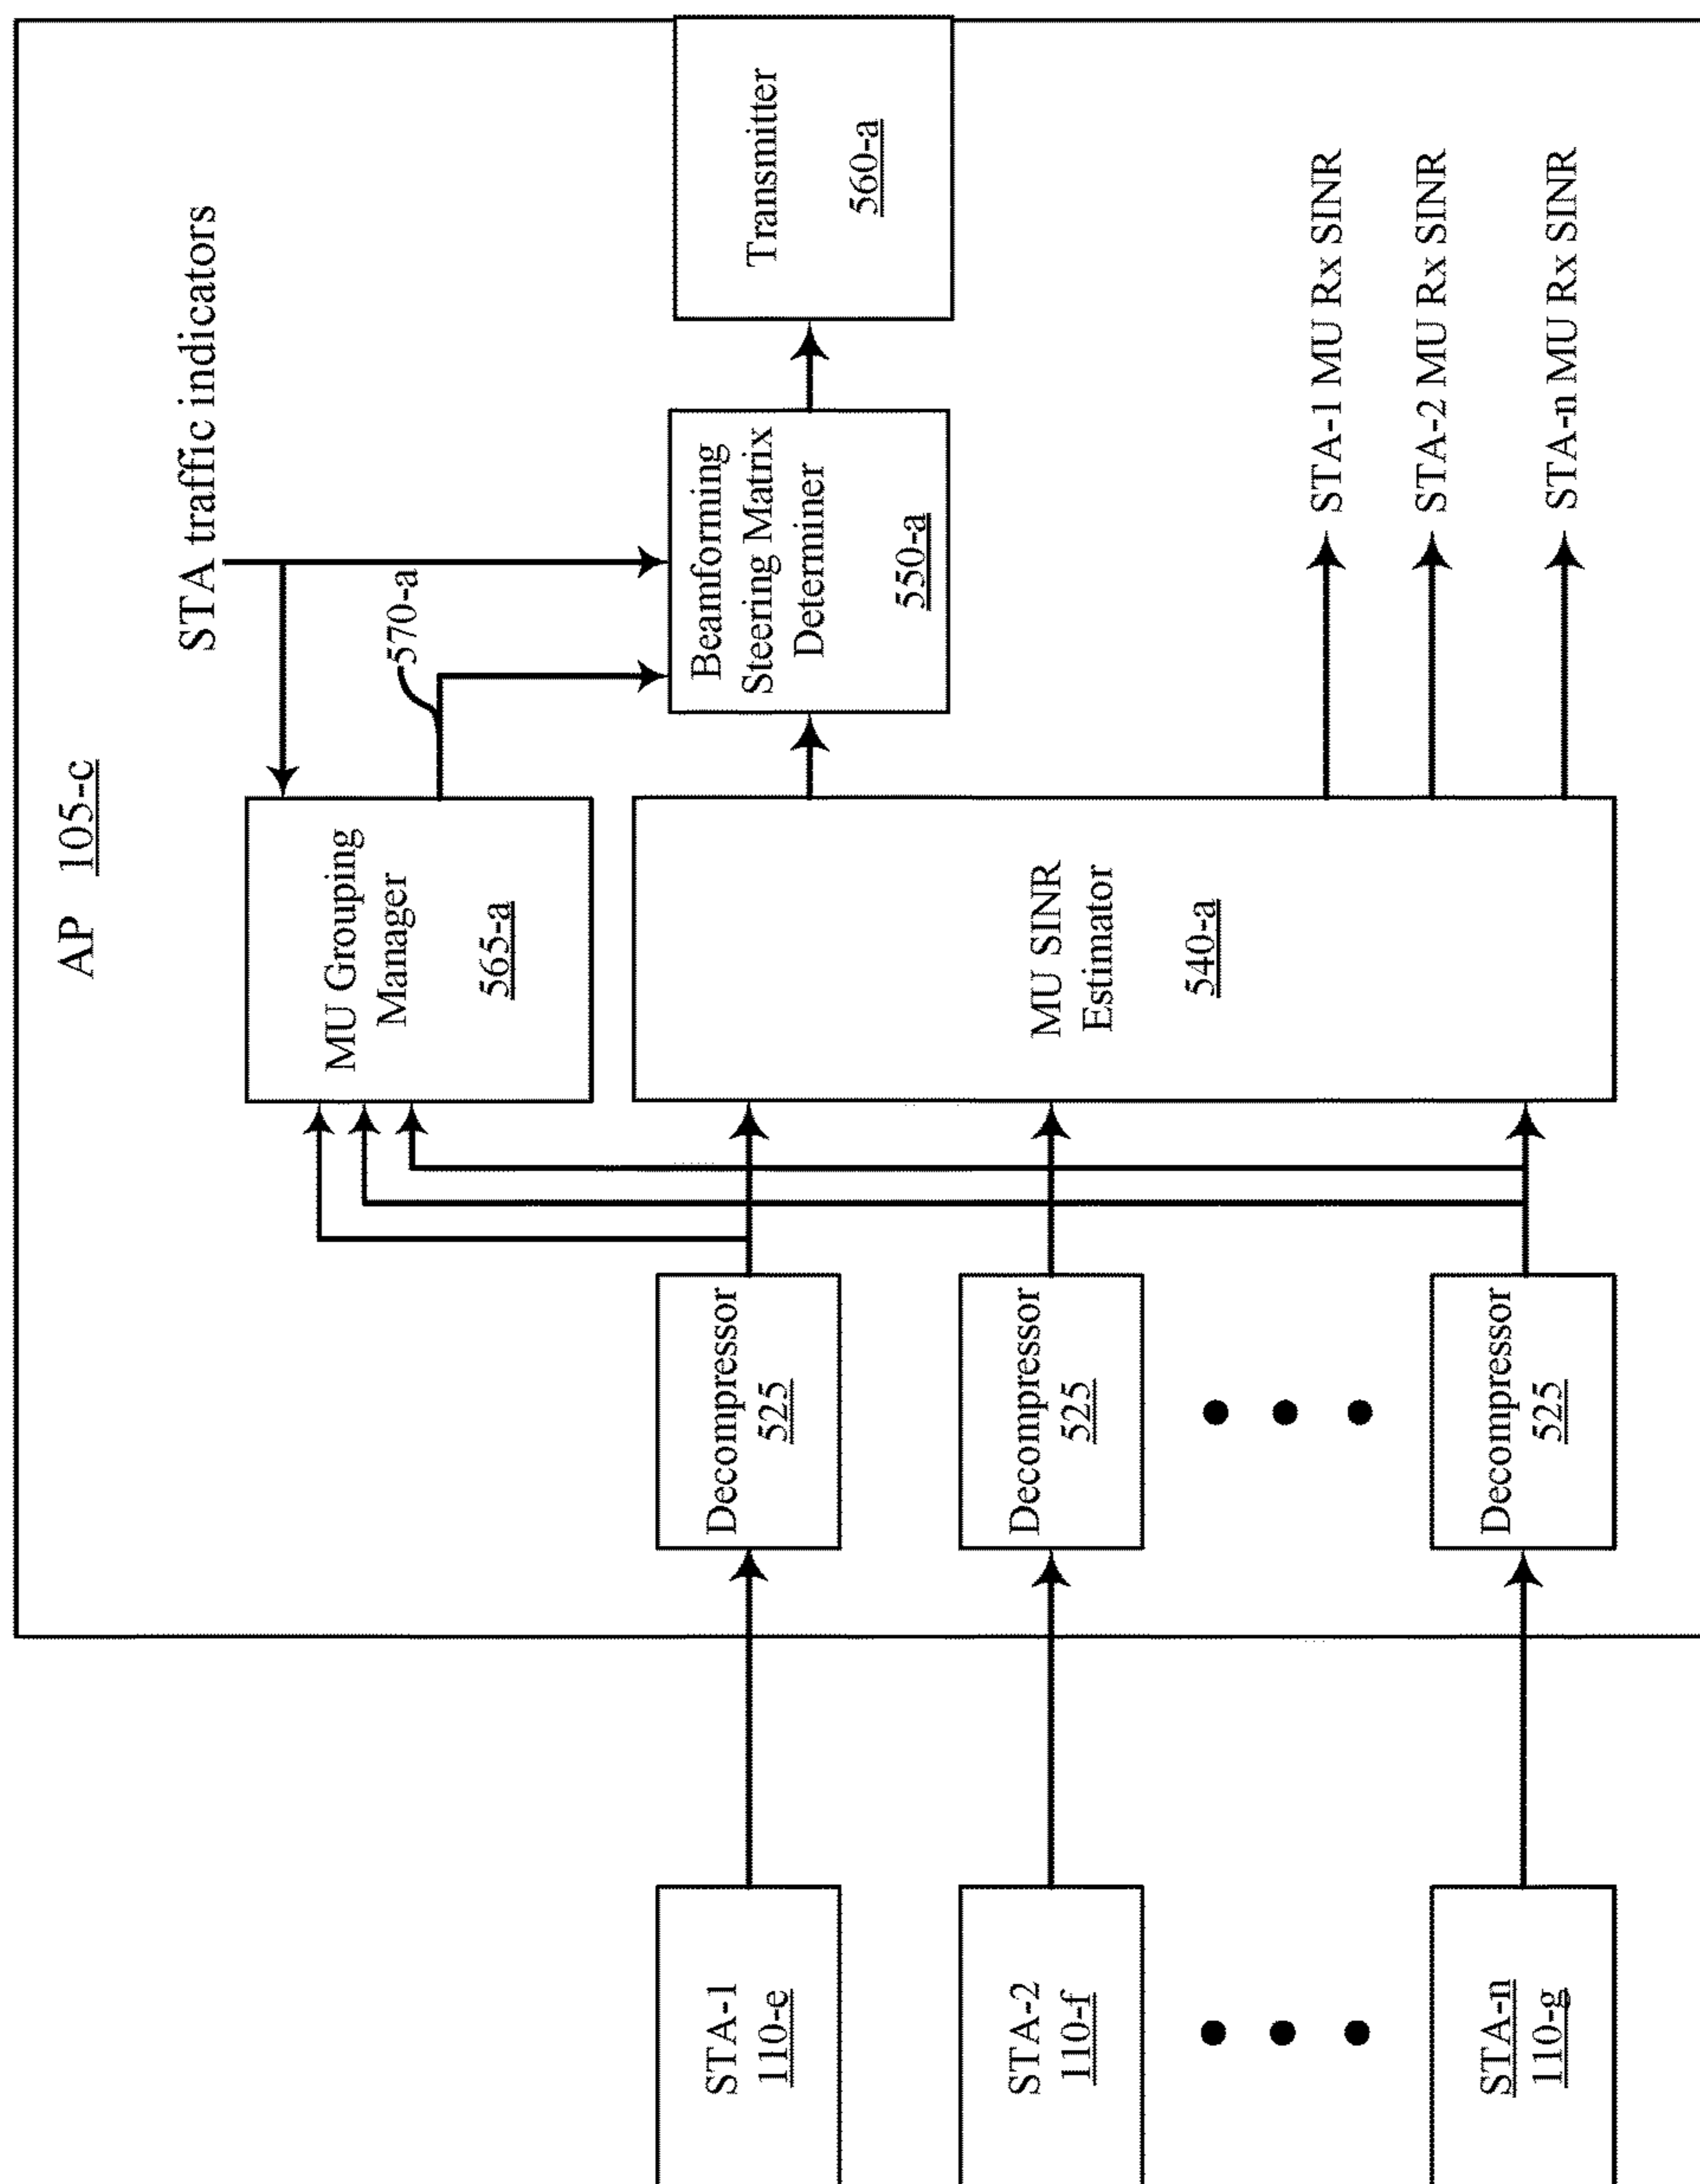 AP 105-c
STA traffic indicators
MU Grouping
Manager
565-a
570-a
STA-1
110-e
Decompressor
525
MU SINR
Estimator
540-a
Beamforming
Steering Matrix
Determiner
550-a
Transmitter
560-a
STA-2
110-f
Decompressor
525
STA-n
110-g
Decompressor
525
STA-1 MU Rx SINR
STA-2 MU Rx SINR
STA-n MU Rx SINR